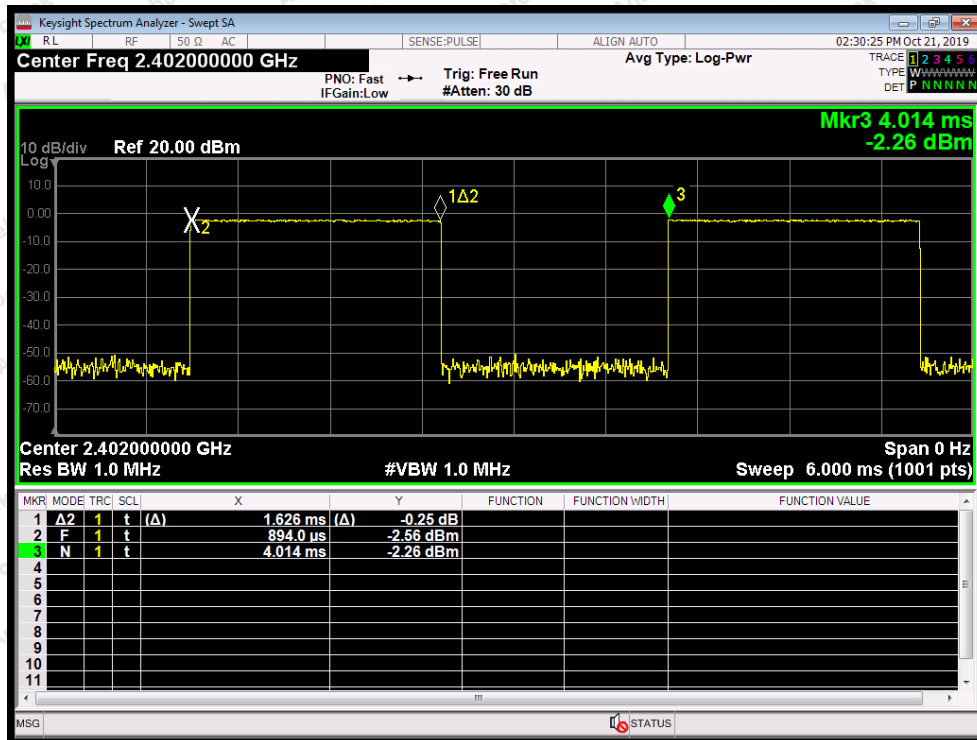 Keysight Spectrum Analyzer - Swept SA
LXI RL RF 50 Ω AC SENSE:PULSE ALIGN AUTO 02:30:25 PM Oct 21, 2019
Center Freq 2.402000000 GHz
PNO: Fast
IFGain:Low
Trig: Free Run
#Atten: 30 dB
Avg Type: Log-Pwr
TRACE 1 2 3 4 5 6
TYPE WWWWWW
DET P N N N N N
Mkr3 4.014 ms
-2.26 dBm
10 dB/div Ref 20.00 dBm
Log
10.0
0.00
-10.0
-20.0
-30.0
-40.0
-50.0
-60.0
-70.0
X2
1Δ2
3
Center 2.402000000 GHz Span 0 Hz
Res BW 1.0 MHz #VBW 1.0 MHz Sweep 6.000 ms (1001 pts)
MKR MODE TRC SCL X Y FUNCTION FUNCTION WIDTH FUNCTION VALUE
1 Δ2 1 t (Δ) 1.626 ms (Δ) -0.25 dB
2 F 1 t 894.0 µs -2.56 dBm
3 N 1 t 4.014 ms -2.26 dBm
4
5
6
7
8
9
10
11
MSG STATUS